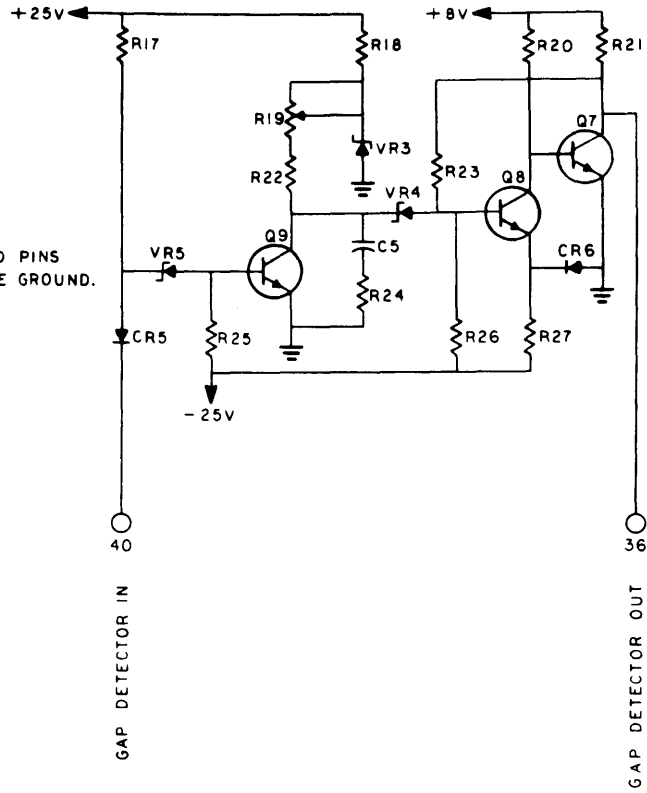 +25V
+8V
R17
R18
R20
R21
R19
VR3
Q7
R23
R22
VR4
Q8
D PINS
E GROUND.
VR5
Q9
C5
CR6
R24
CR5
R25
R26
R27
-25V
40
36
GAP DETECTOR IN
GAP DETECTOR OUT